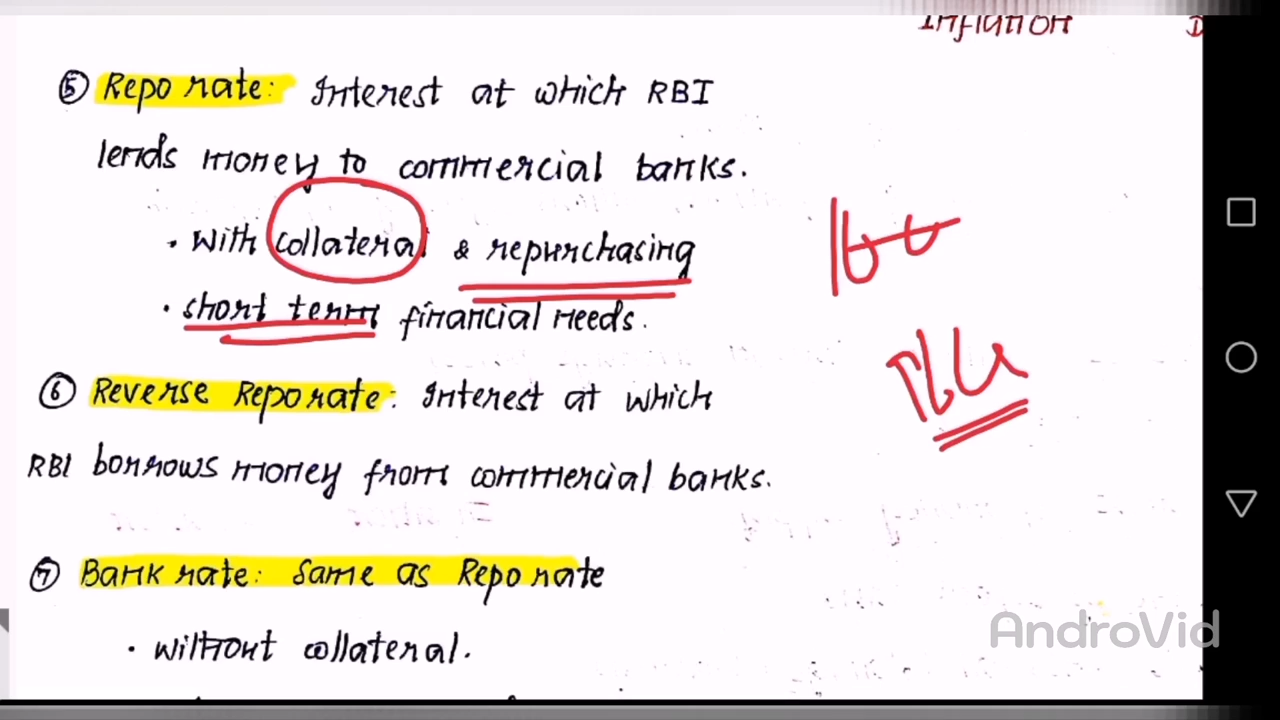 Inflation D
⑤ Repo rate: Interest at which RBI
lends money to commercial banks.
• With collateral & repurchasing
• short term financial needs.
⑥ Reverse Repo rate: Interest at which
RBI borrows money from commercial banks.
⑦ Bank rate: Same as Repo rate
• without collateral.
AndroVid